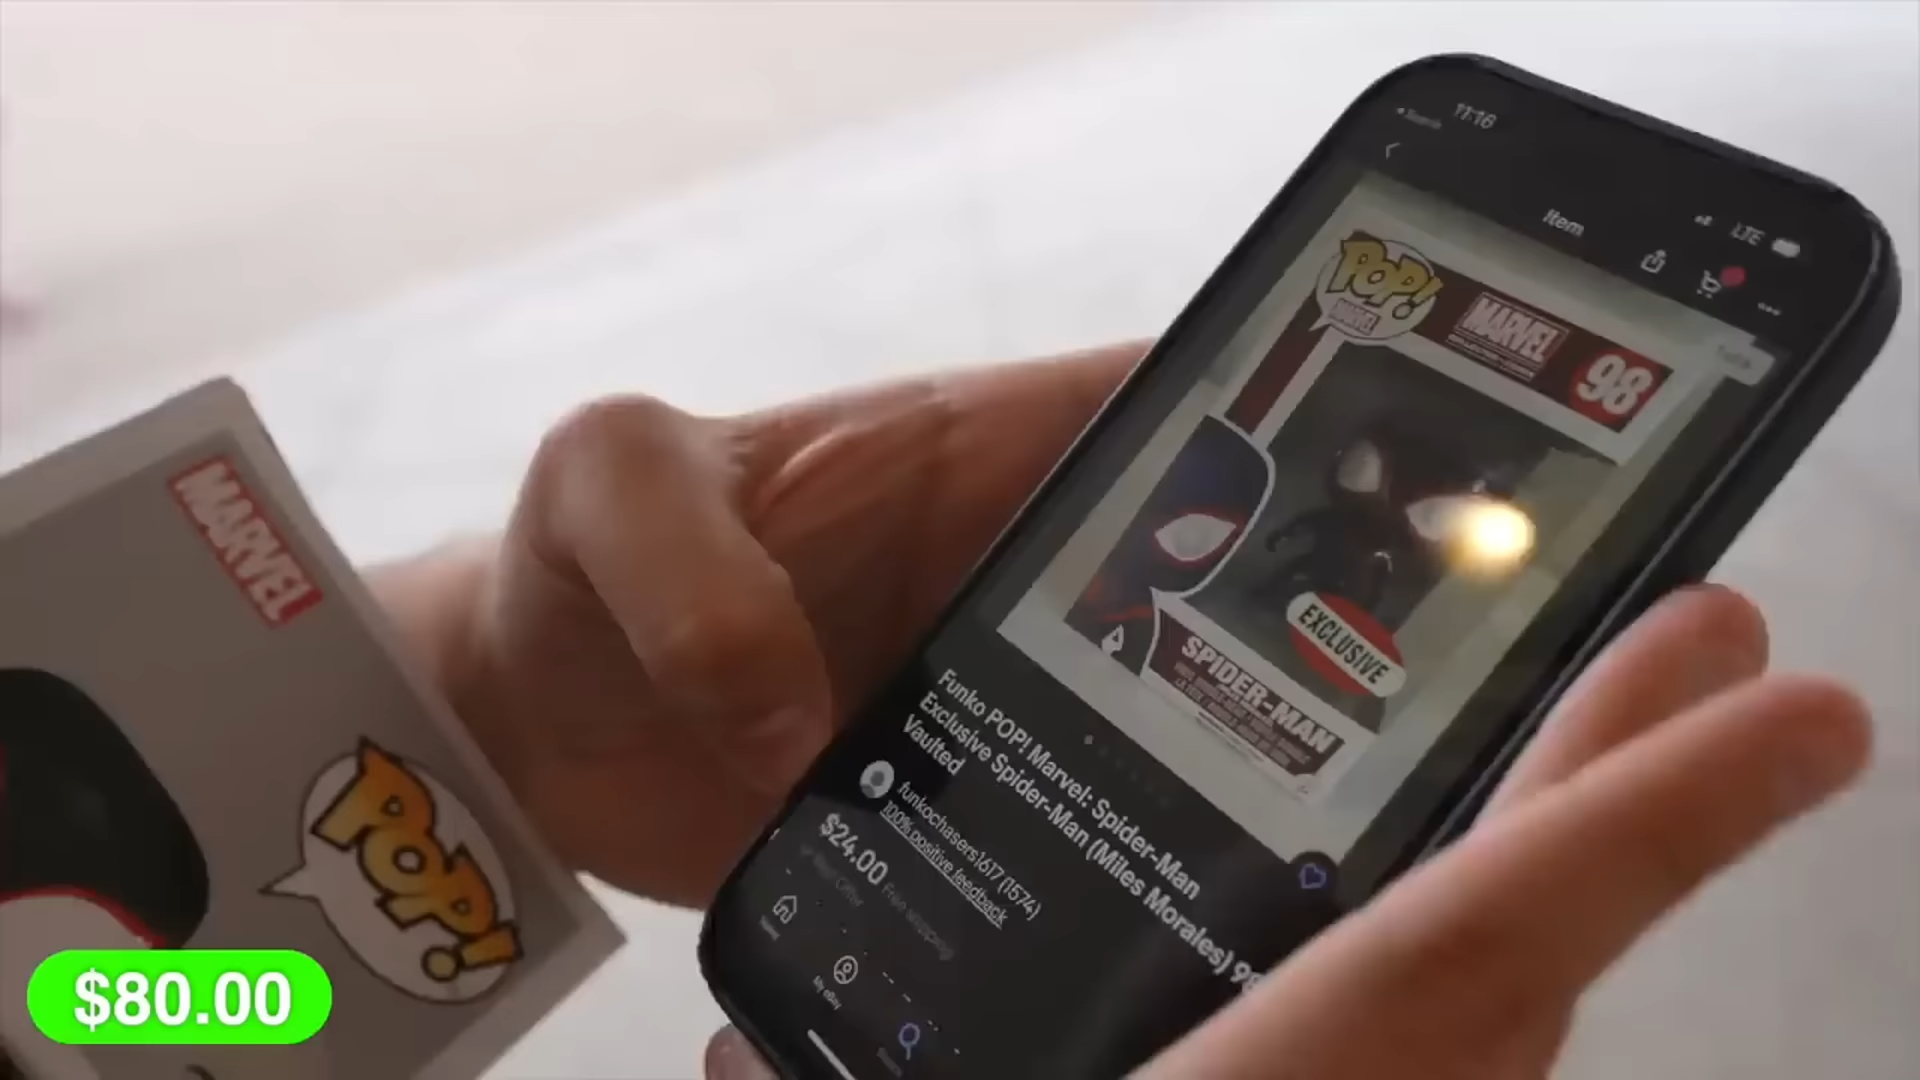 11:16
LTE
Item
POP!
MARVEL
MARVEL
98
EXCLUSIVE
SPIDER-MAN
Funko POP! Marvel: Spider-Man
Exclusive Spider-Man (Miles Morales) 98
Vaulted
funkochasers1617 (1574)
100% positive feedback
$24.00 Free shipping
My eBay
MARVEL
POP!
$80.00